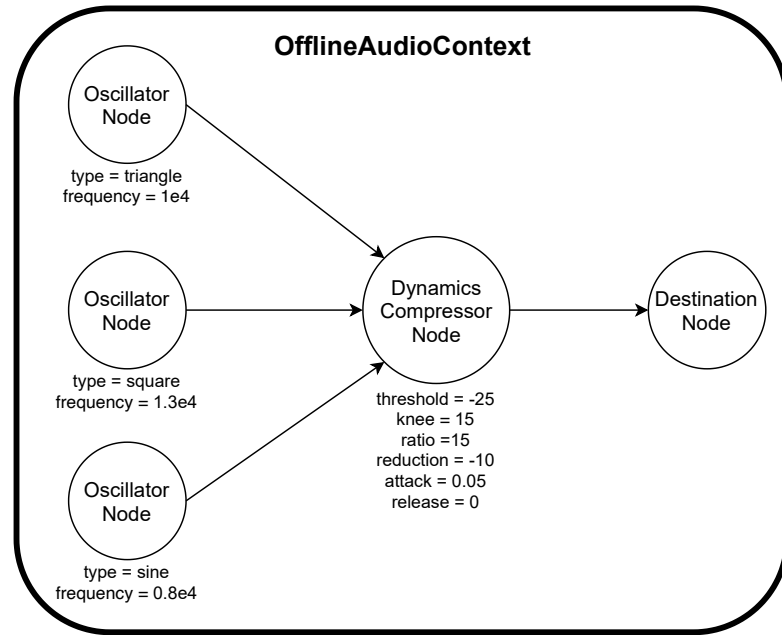 OfflineAudioContext
Oscillator
Node
type = triangle
frequency = 1e4
Oscillator
Node
type = square
frequency = 1.3e4
Oscillator
Node
type = sine
frequency = 0.8e4
Dynamics
Compressor
Node
threshold = -25
knee = 15
ratio =15
reduction = -10
attack = 0.05
release = 0
Destination
Node